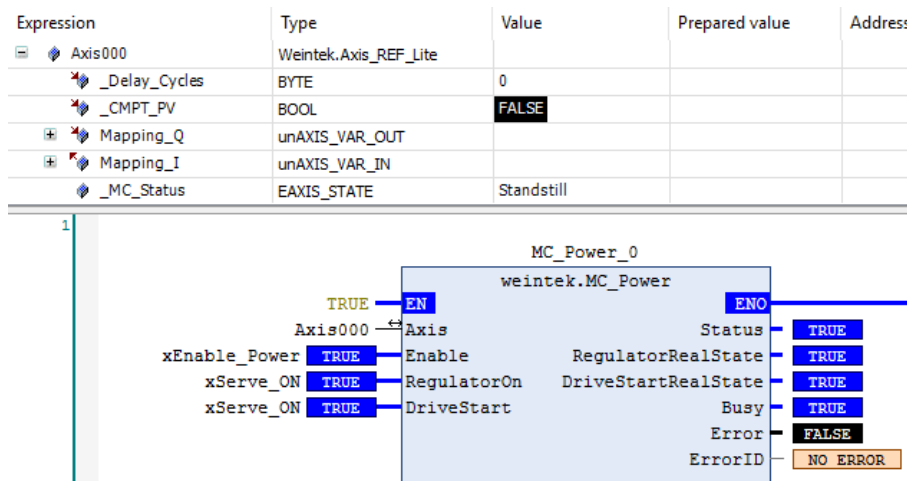 Expression Type Value Prepared value Address
Axis000 Weintek.Axis_REF_Lite
_Delay_Cycles BYTE 0
_CMPT_PV BOOL FALSE
Mapping_Q unAXIS_VAR_OUT
Mapping_I unAXIS_VAR_IN
_MC_Status EAXIS_STATE Standstill
1
MC_Power_0
weintek.MC_Power
TRUE EN ENO
Axis000 Axis Status TRUE
xEnable_Power TRUE Enable RegulatorRealState TRUE
xServe_ON TRUE RegulatorOn DriveStartRealState TRUE
xServe_ON TRUE DriveStart Busy TRUE
Error FALSE
ErrorID NO ERROR